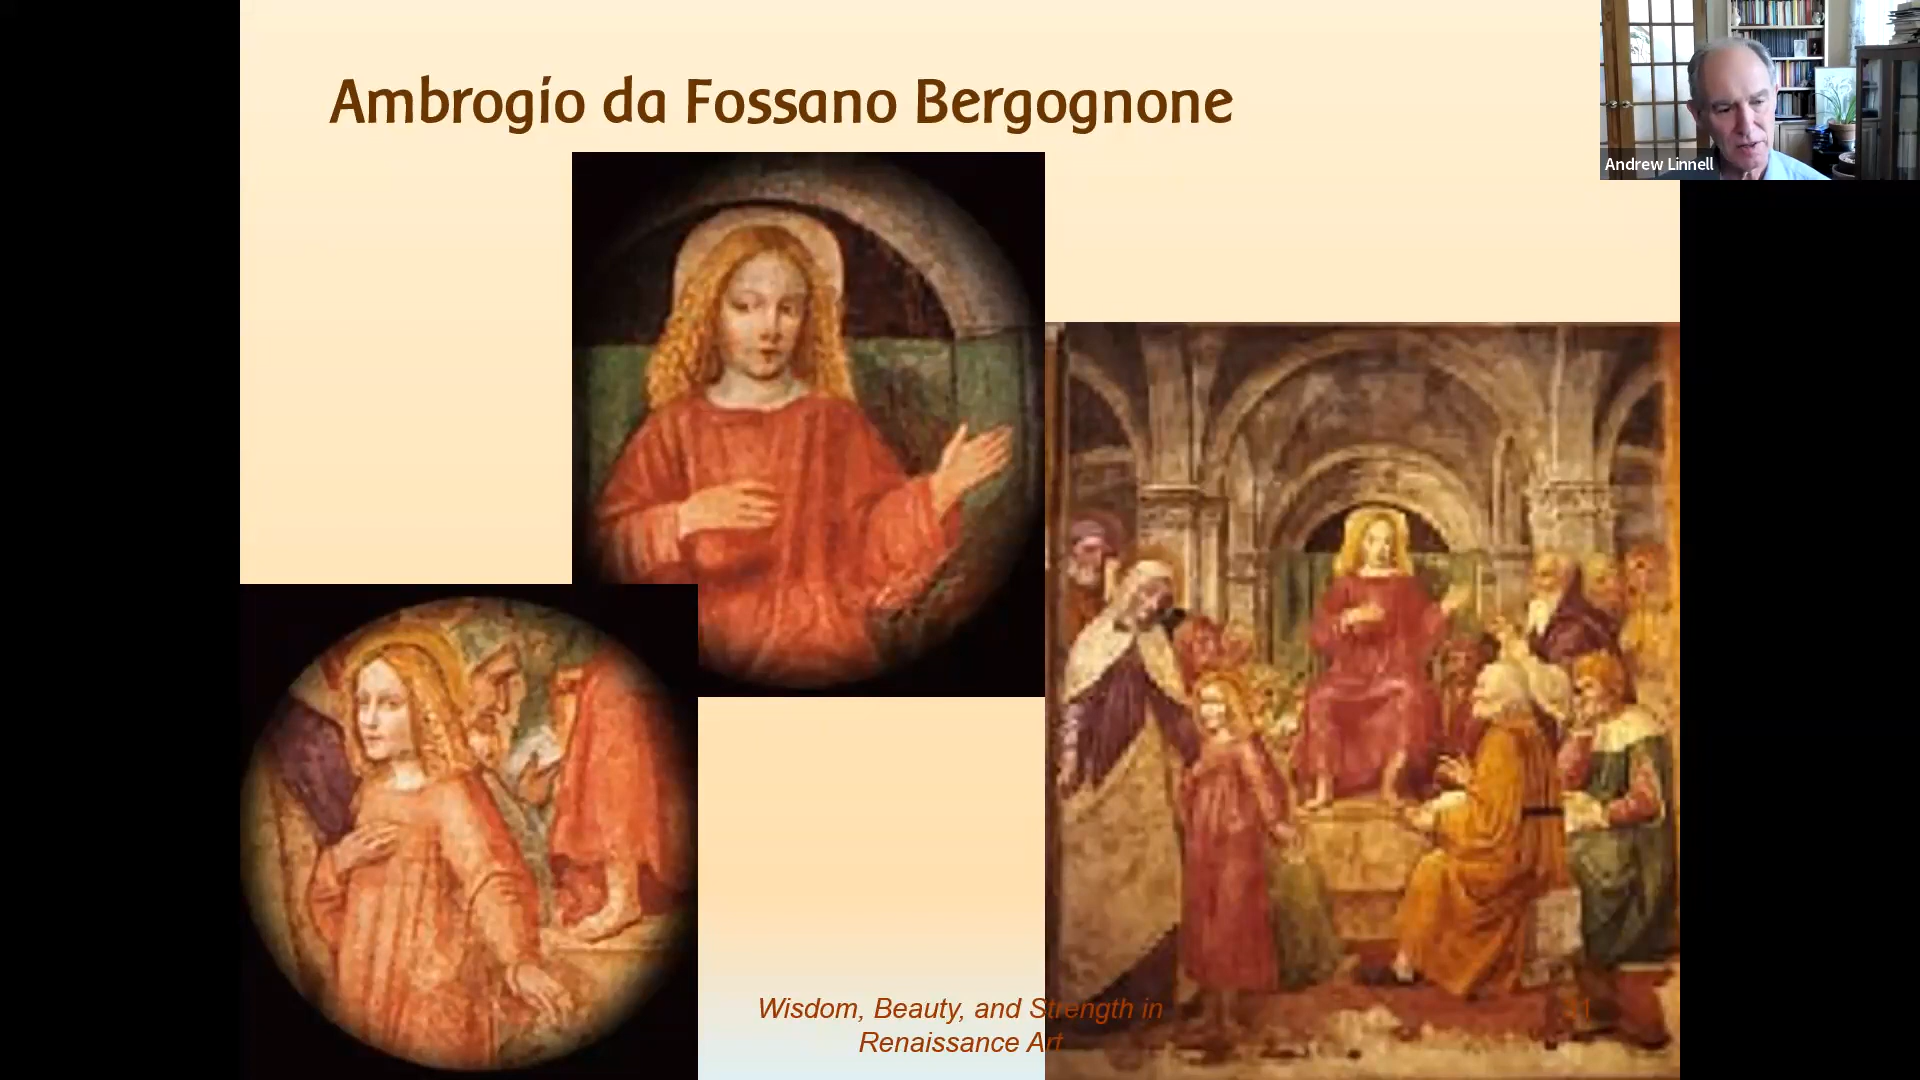 Ambrogio da Fossano Bergognone
Andrew Linnell
Wisdom, Beauty, and Strength in
Renaissance Art